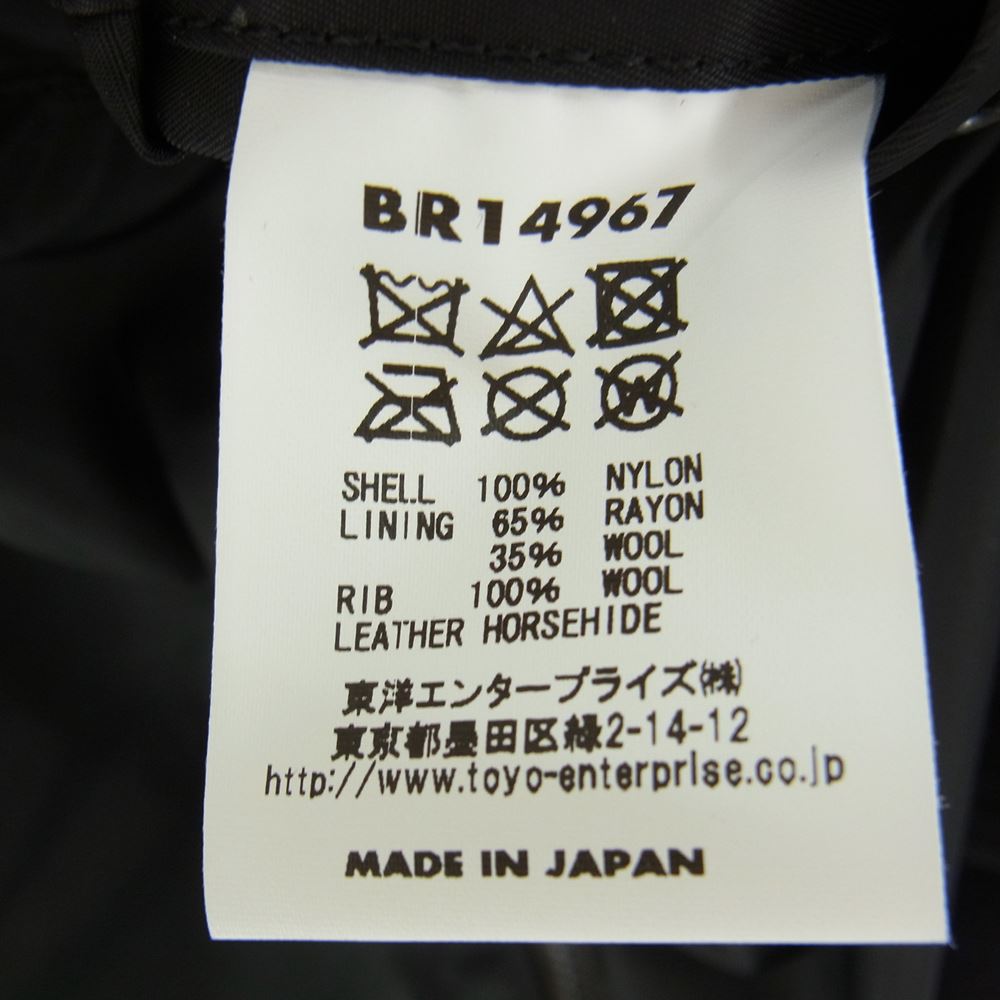 BR14967
W
SHELL 100% NYLON
LINING 65% RAYON
35% WOOL
RIB 100% WOOL
LEATHER HORSEHIDE
東洋エンタープライズ㈱
東京都墨田区緑2-14-12
http://www.toyo-enterprise.co.jp
MADE IN JAPAN